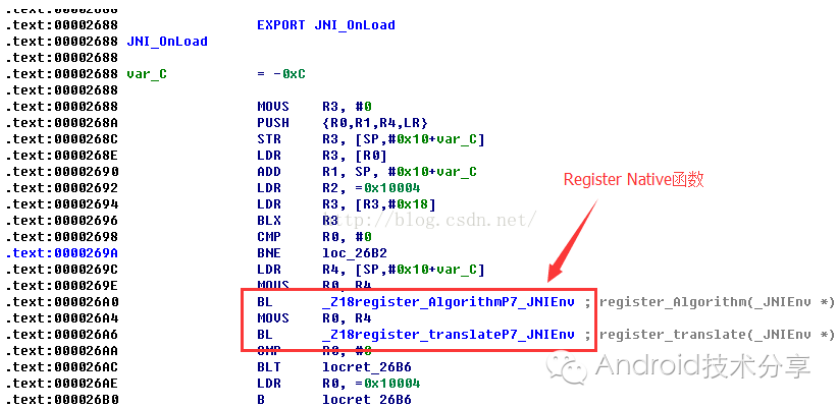 .text:00002688
.text:00002688 EXPORT JNI_OnLoad
.text:00002688 JNI_OnLoad
.text:00002688
.text:00002688 var_C = -0xC
.text:00002688
.text:00002688 MOVS R3, #0
.text:0000268A PUSH {R0,R1,R4,LR}
.text:0000268C STR R3, [SP,#0x10+var_C]
.text:0000268E LDR R3, [R0]
.text:00002690 ADD R1, SP, #0x10+var_C
.text:00002692 LDR R2, =0x10004
Register Native函数
.text:00002694 LDR R3, [R3,#0x18]
.text:00002696 BLX R3
http://blog.csdn.net/
.text:00002698 CMP R0, #0
.text:0000269A BNE loc_26B2
.text:0000269C LDR R4, [SP,#0x10+var_C]
.text:0000269E MOVS R0, R4
.text:000026A0 BL _Z18register_AlgorithmP7_JNIEnv ; register_Algorithm(_JNIEnv *)
.text:000026A4 MOVS R0, R4
.text:000026A6 BL _Z18register_translateP7_JNIEnv ; register_translate(_JNIEnv *)
.text:000026AA CMP R0, #0
.text:000026AC BLT locret_26B6
.text:000026AE LDR R0, =0x10004
.text:000026B0 B locret_26B6
Android技术分享